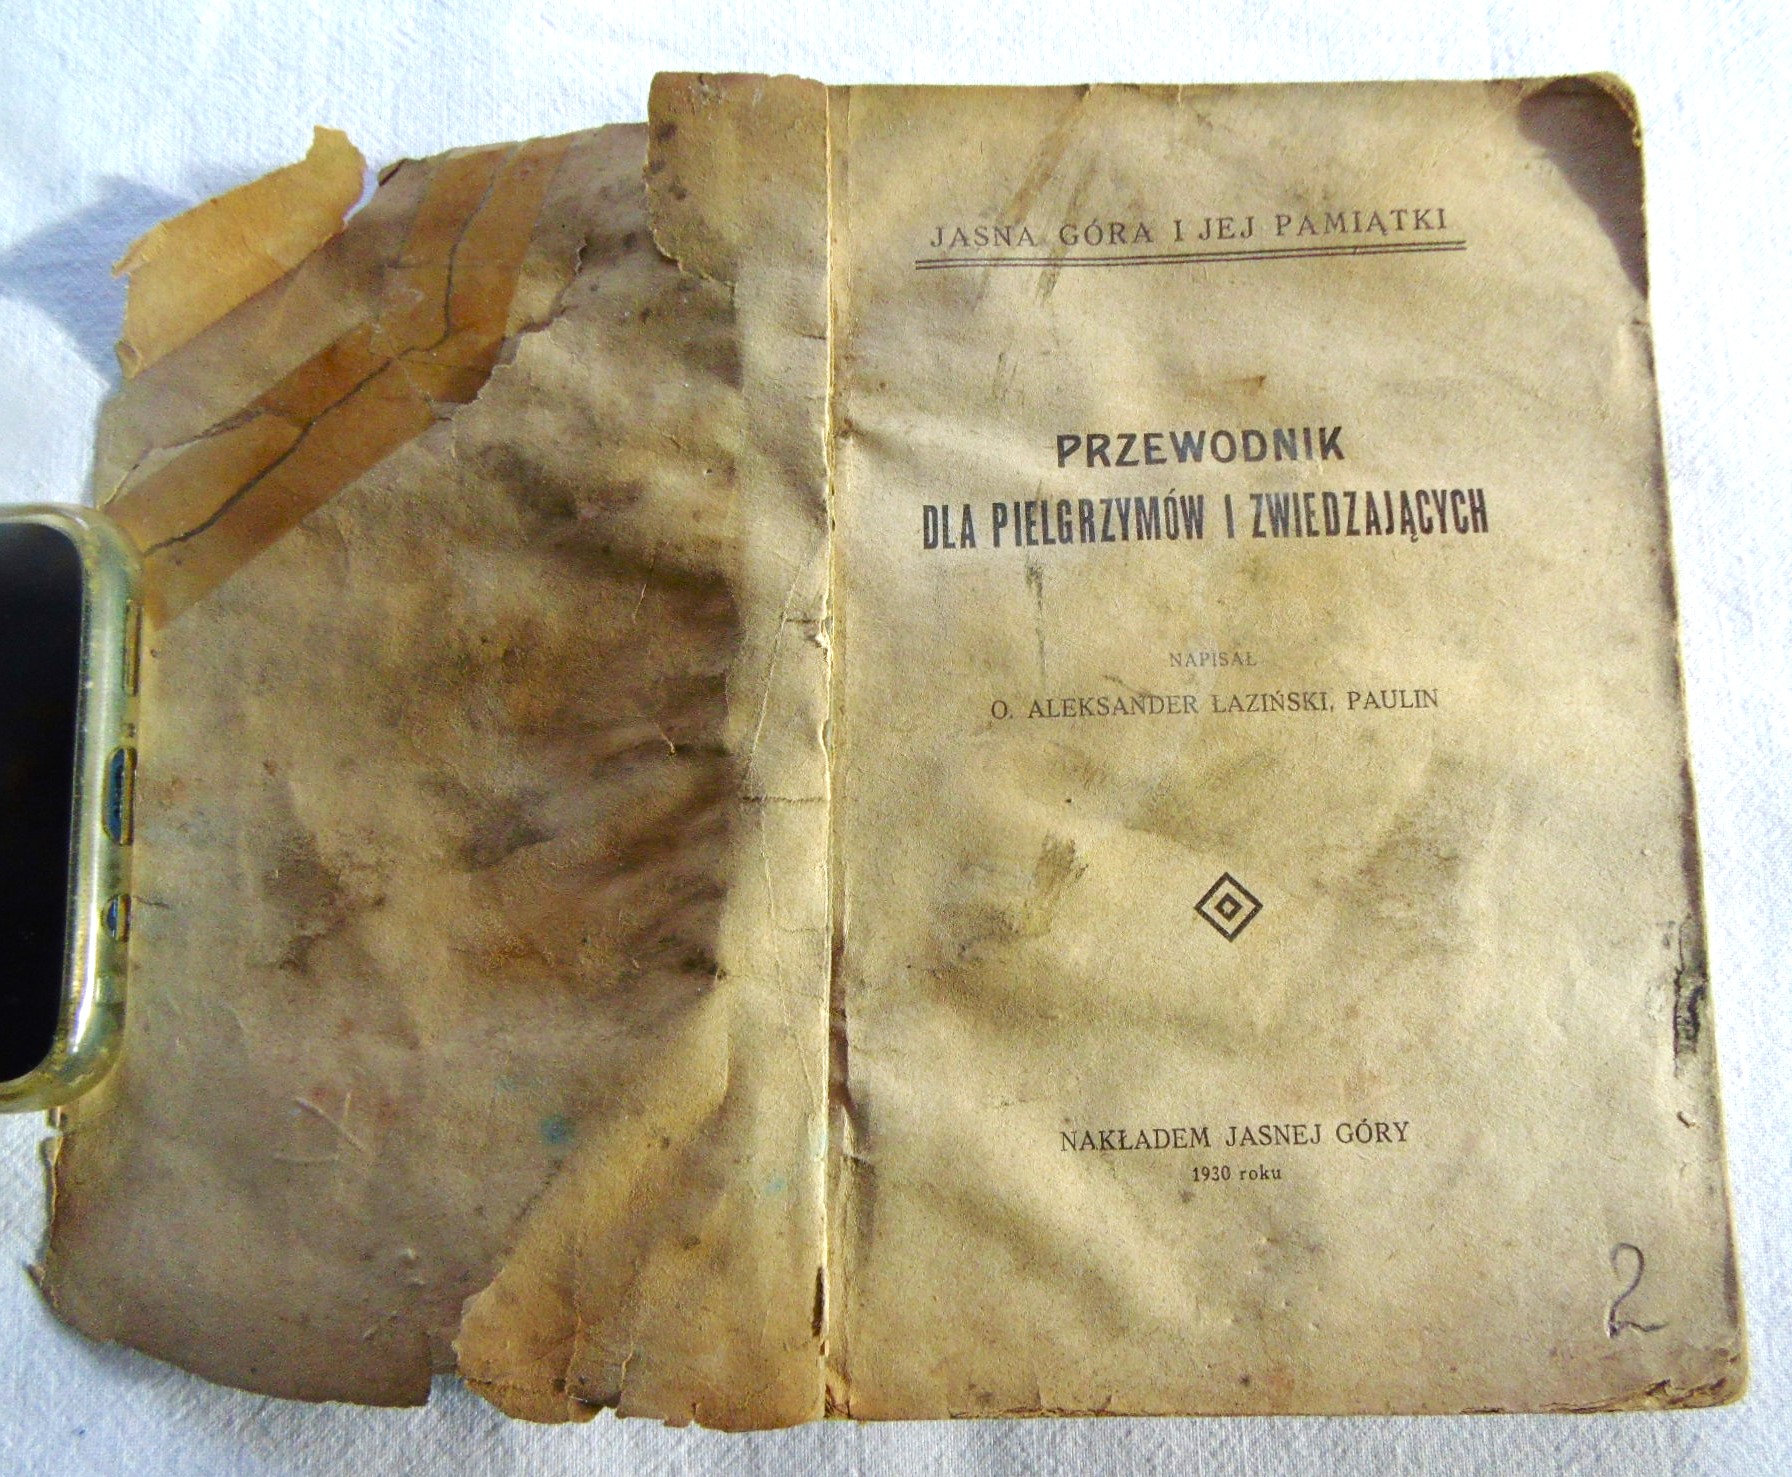 JASNA GÓRA I JEJ PAMIĄTKI
PRZEWODNIK
DLA PIELGRZYMÓW I ZWIEDZAJĄCYCH
NAPISAŁ
O. ALEKSANDER ŁAZIŃSKI, PAULIN
NAKŁADEM JASNEJ GÓRY
1930 roku
2